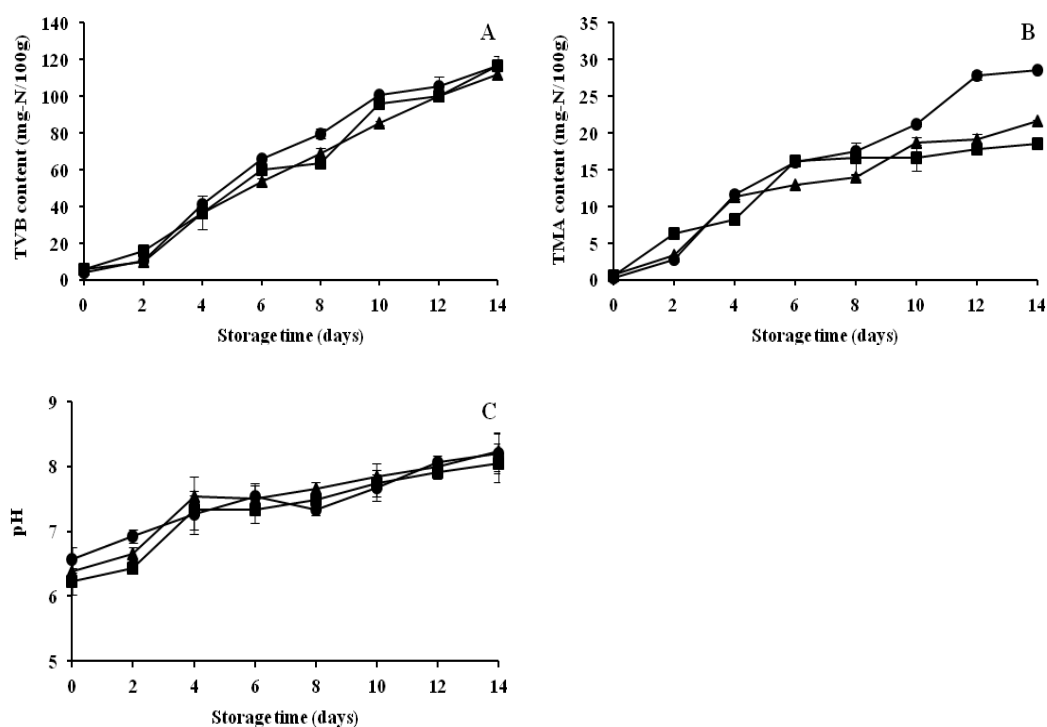 A
TVB content (mg-N/100g)
140
120
100
80
60
40
20
0
0 2 4 6 8 10 12 14
Storage time (days)
B
TMA content (mg-N/100g)
35
30
25
20
15
10
5
0
0 2 4 6 8 10 12 14
Storage time (days)
C
pH
9
8
7
6
5
0 2 4 6 8 10 12 14
Storage time (days)